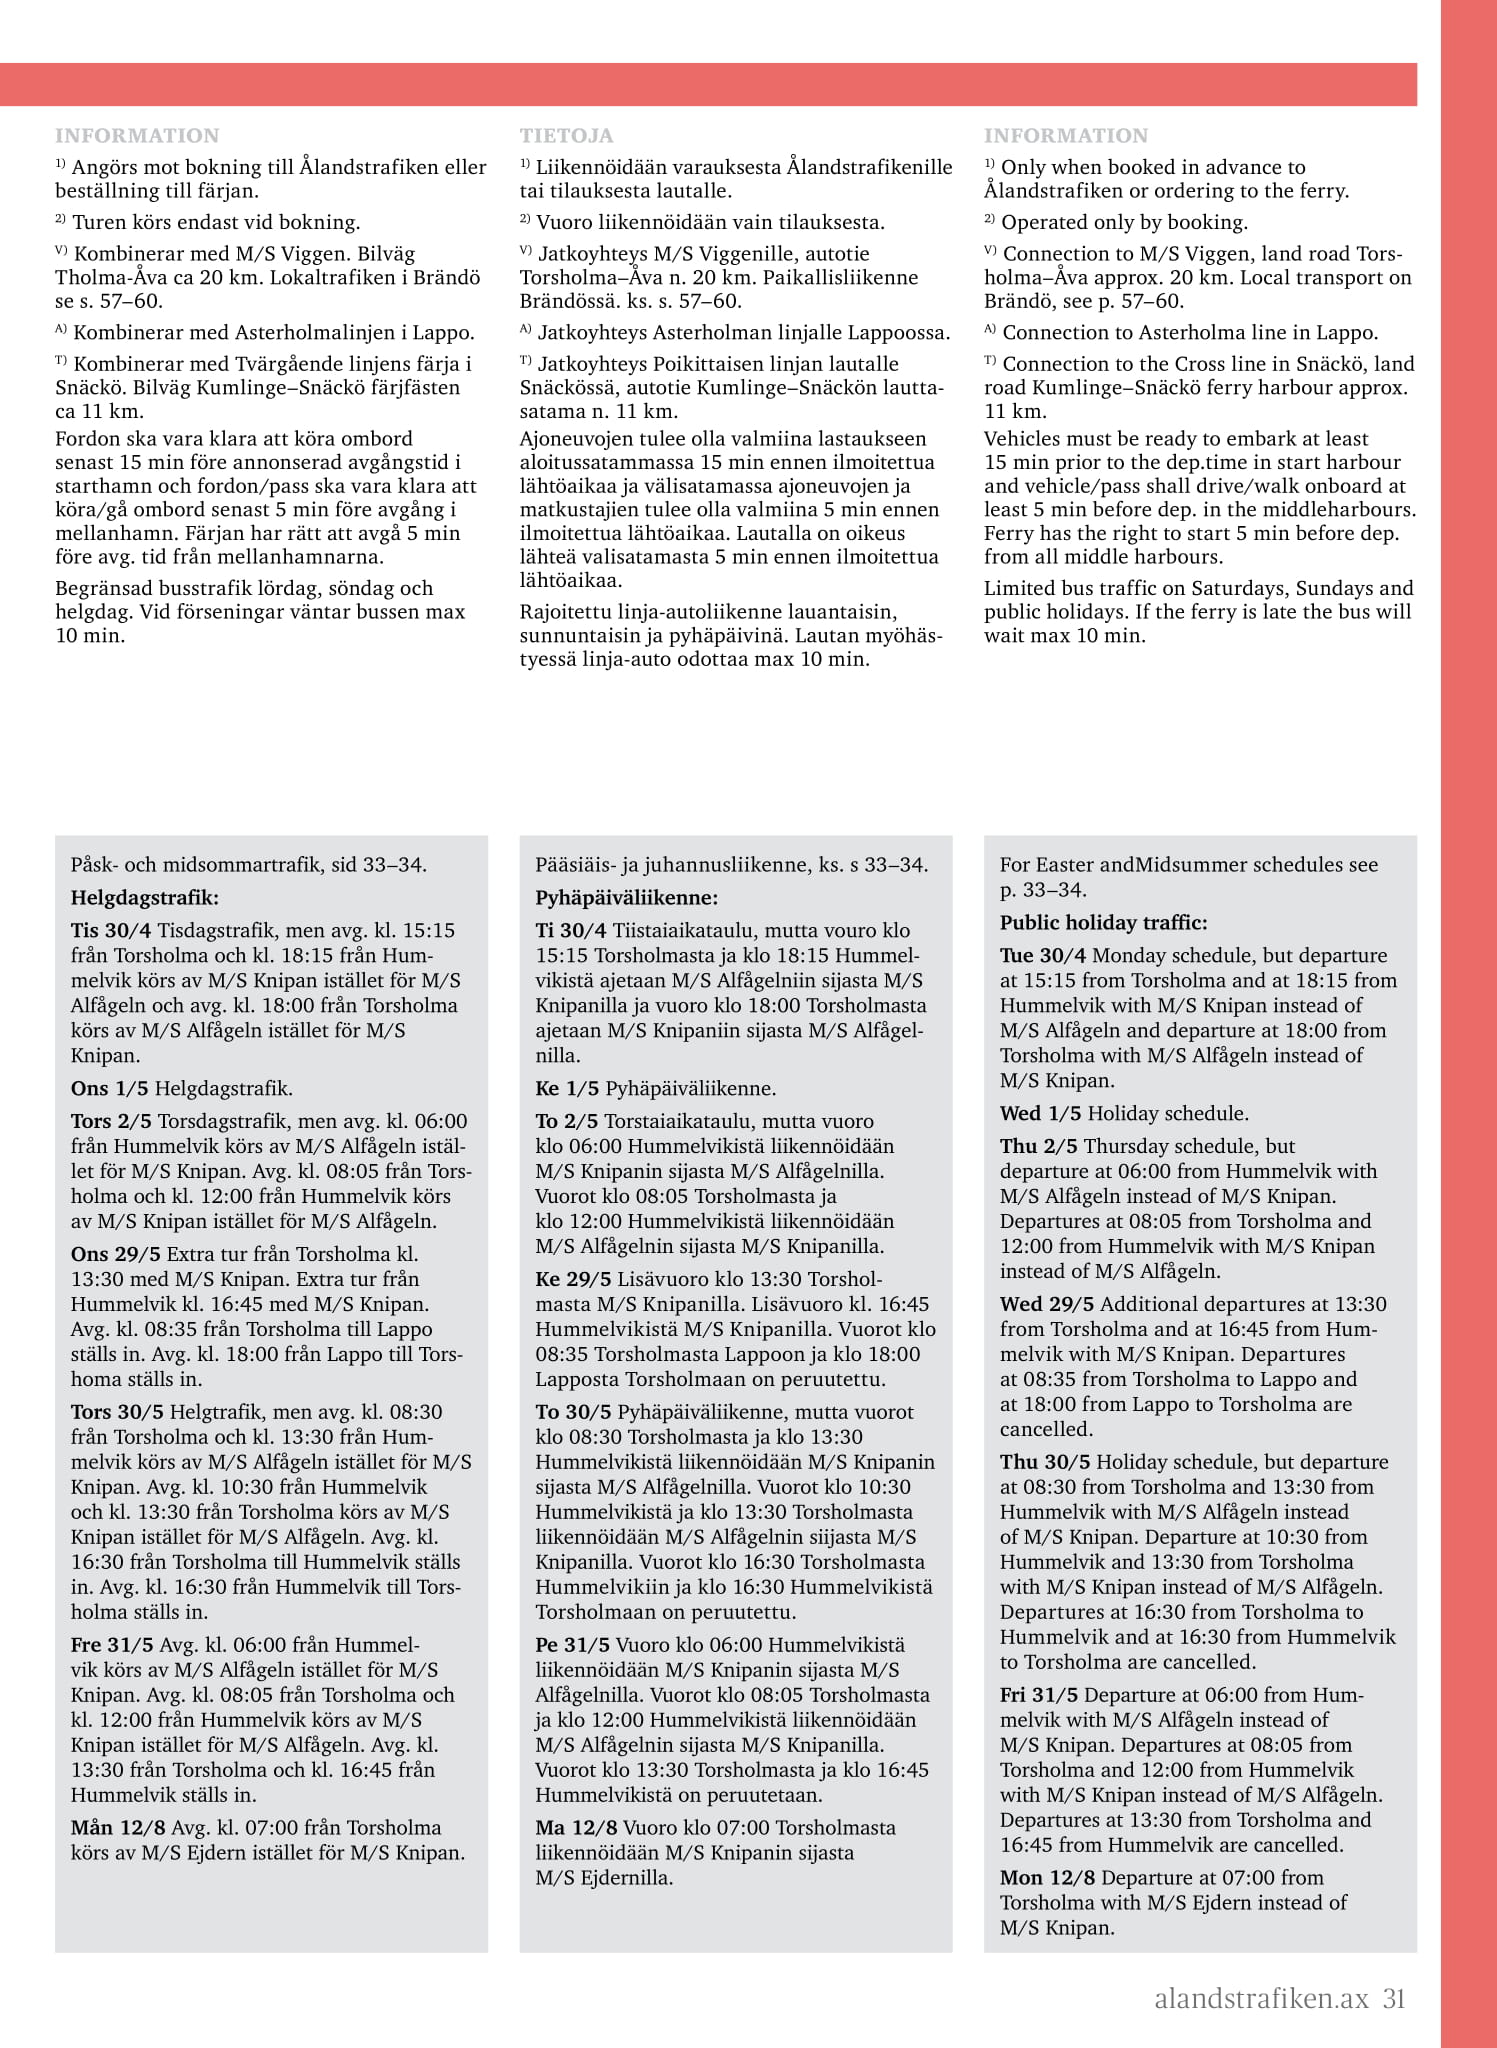 INFORMATION
1) Angörs mot bokning till Ålandstrafiken eller
beställning till färjan.
2) Turen körs endast vid bokning.
V) Kombinerar med M/S Viggen. Bilväg
Tholma-Åva ca 20 km. Lokaltrafiken i Brändö
se s. 57–60.
A) Kombinerar med Asterholmalinjen i Lappo.
T) Kombinerar med Tvärgående linjens färja i
Snäckö. Bilväg Kumlinge–Snäckö färjfästen
ca 11 km.
Fordon ska vara klara att köra ombord
senast 15 min före annonserad avgångstid i
starthamn och fordon/pass ska vara klara att
köra/gå ombord senast 5 min före avgång i
mellanhamn. Färjan har rätt att avgå 5 min
före avg. tid från mellanhamnarna.
Begränsad busstrafik lördag, söndag och
helgdag. Vid förseningar väntar bussen max
10 min.
TIETOJA
1) Liikennöidään varauksesta Ålandstrafikenille
tai tilauksesta lautalle.
2) Vuoro liikennöidään vain tilauksesta.
V) Jatkoyhteys M/S Viggenille, autotie
Torsholma–Åva n. 20 km. Paikallisliikenne
Brändössä. ks. s. 57–60.
A) Jatkoyhteys Asterholman linjalle Lappoossa.
T) Jatkoyhteys Poikittaisen linjan lautalle
Snäckössä, autotie Kumlinge–Snäckön lautta-
satama n. 11 km.
Ajoneuvojen tulee olla valmiina lastaukseen
aloitussatammassa 15 min ennen ilmoitettua
lähtöaikaa ja välisatamassa ajoneuvojen ja
matkustajien tulee olla valmiina 5 min ennen
ilmoitettua lähtöaikaa. Lautalla on oikeus
lähteä valisatamasta 5 min ennen ilmoitettua
lähtöaikaa.
Rajoitettu linja-autoliikenne lauantaisin,
sunnuntaisin ja pyhäpäivinä. Lautan myöhäs-
tyessä linja-auto odottaa max 10 min.
INFORMATION
1) Only when booked in advance to
Ålandstrafiken or ordering to the ferry.
2) Operated only by booking.
V) Connection to M/S Viggen, land road Tors-
holma–Åva approx. 20 km. Local transport on
Brändö, see p. 57–60.
A) Connection to Asterholma line in Lappo.
T) Connection to the Cross line in Snäckö, land
road Kumlinge–Snäckö ferry harbour approx.
11 km.
Vehicles must be ready to embark at least
15 min prior to the dep.time in start harbour
and vehicle/pass shall drive/walk onboard at
least 5 min before dep. in the middleharbours.
Ferry has the right to start 5 min before dep.
from all middle harbours.
Limited bus traffic on Saturdays, Sundays and
public holidays. If the ferry is late the bus will
wait max 10 min.
Påsk- och midsommartrafik, sid 33–34.
Helgdagstrafik:
Tis 30/4 Tisdagstrafik, men avg. kl. 15:15
från Torsholma och kl. 18:15 från Hum-
melvik körs av M/S Knipan istället för M/S
Alfågeln och avg. kl. 18:00 från Torsholma
körs av M/S Alfågeln istället för M/S
Knipan.
Ons 1/5 Helgdagstrafik.
Tors 2/5 Torsdagstrafik, men avg. kl. 06:00
från Hummelvik körs av M/S Alfågeln istäl-
let för M/S Knipan. Avg. kl. 08:05 från Tors-
holma och kl. 12:00 från Hummelvik körs
av M/S Knipan istället för M/S Alfågeln.
Ons 29/5 Extra tur från Torsholma kl.
13:30 med M/S Knipan. Extra tur från
Hummelvik kl. 16:45 med M/S Knipan.
Avg. kl. 08:35 från Torsholma till Lappo
ställs in. Avg. kl. 18:00 från Lappo till Tors-
homa ställs in.
Tors 30/5 Helgtrafik, men avg. kl. 08:30
från Torsholma och kl. 13:30 från Hum-
melvik körs av M/S Alfågeln istället för M/S
Knipan. Avg. kl. 10:30 från Hummelvik
och kl. 13:30 från Torsholma körs av M/S
Knipan istället för M/S Alfågeln. Avg. kl.
16:30 från Torsholma till Hummelvik ställs
in. Avg. kl. 16:30 från Hummelvik till Tors-
holma ställs in.
Fre 31/5 Avg. kl. 06:00 från Hummel-
vik körs av M/S Alfågeln istället för M/S
Knipan. Avg. kl. 08:05 från Torsholma och
kl. 12:00 från Hummelvik körs av M/S
Knipan istället för M/S Alfågeln. Avg. kl.
13:30 från Torsholma och kl. 16:45 från
Hummelvik ställs in.
Mån 12/8 Avg. kl. 07:00 från Torsholma
körs av M/S Ejdern istället för M/S Knipan.
Pääsiäis- ja juhannusliikenne, ks. s 33–34.
Pyhäpäiväliikenne:
Ti 30/4 Tiistaiaikataulu, mutta vouro klo
15:15 Torsholmasta ja klo 18:15 Hummel-
vikistä ajetaan M/S Alfågelniin sijasta M/S
Knipanilla ja vuoro klo 18:00 Torsholmasta
ajetaan M/S Knipaniin sijasta M/S Alfågel-
nilla.
Ke 1/5 Pyhäpäiväliikenne.
To 2/5 Torstaiaikataulu, mutta vuoro
klo 06:00 Hummelvikistä liikennöidään
M/S Knipanin sijasta M/S Alfågelnilla.
Vuorot klo 08:05 Torsholmasta ja
klo 12:00 Hummelvikistä liikennöidään
M/S Alfågelnin sijasta M/S Knipanilla.
Ke 29/5 Lisävuoro klo 13:30 Torshol-
masta M/S Knipanilla. Lisävuoro kl. 16:45
Hummelvikistä M/S Knipanilla. Vuorot klo
08:35 Torsholmasta Lappoon ja klo 18:00
Lapposta Torsholmaan on peruutettu.
To 30/5 Pyhäpäiväliikenne, mutta vuorot
klo 08:30 Torsholmasta ja klo 13:30
Hummelvikistä liikennöidään M/S Knipanin
sijasta M/S Alfågelnilla. Vuorot klo 10:30
Hummelvikistä ja klo 13:30 Torsholmasta
liikennöidään M/S Alfågelnin siijasta M/S
Knipanilla. Vuorot klo 16:30 Torsholmasta
Hummelvikiin ja klo 16:30 Hummelvikistä
Torsholmaan on peruutettu.
Pe 31/5 Vuoro klo 06:00 Hummelvikistä
liikennöidään M/S Knipanin sijasta M/S
Alfågelnilla. Vuorot klo 08:05 Torsholmasta
ja klo 12:00 Hummelvikistä liikennöidään
M/S Alfågelnin sijasta M/S Knipanilla.
Vuorot klo 13:30 Torsholmasta ja klo 16:45
Hummelvikistä on peruutetaan.
Ma 12/8 Vuoro klo 07:00 Torsholmasta
liikennöidään M/S Knipanin sijasta
M/S Ejdernilla.
For Easter andMidsummer schedules see
p. 33–34.
Public holiday traffic:
Tue 30/4 Monday schedule, but departure
at 15:15 from Torsholma and at 18:15 from
Hummelvik with M/S Knipan instead of
M/S Alfågeln and departure at 18:00 from
Torsholma with M/S Alfågeln instead of
M/S Knipan.
Wed 1/5 Holiday schedule.
Thu 2/5 Thursday schedule, but
departure at 06:00 from Hummelvik with
M/S Alfågeln instead of M/S Knipan.
Departures at 08:05 from Torsholma and
12:00 from Hummelvik with M/S Knipan
instead of M/S Alfågeln.
Wed 29/5 Additional departures at 13:30
from Torsholma and at 16:45 from Hum-
melvik with M/S Knipan. Departures
at 08:35 from Torsholma to Lappo and
at 18:00 from Lappo to Torsholma are
cancelled.
Thu 30/5 Holiday schedule, but departure
at 08:30 from Torsholma and 13:30 from
Hummelvik with M/S Alfågeln instead
of M/S Knipan. Departure at 10:30 from
Hummelvik and 13:30 from Torsholma
with M/S Knipan instead of M/S Alfågeln.
Departures at 16:30 from Torsholma to
Hummelvik and at 16:30 from Hummelvik
to Torsholma are cancelled.
Fri 31/5 Departure at 06:00 from Hum-
melvik with M/S Alfågeln instead of
M/S Knipan. Departures at 08:05 from
Torsholma and 12:00 from Hummelvik
with M/S Knipan instead of M/S Alfågeln.
Departures at 13:30 from Torsholma and
16:45 from Hummelvik are cancelled.
Mon 12/8 Departure at 07:00 from
Torsholma with M/S Ejdern instead of
M/S Knipan.
alandstrafiken.ax 31